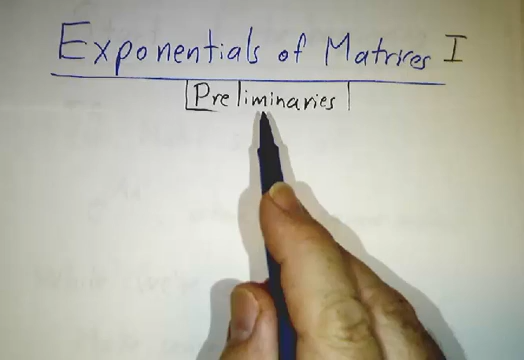 Exponentials of Matrices I
Preliminaries